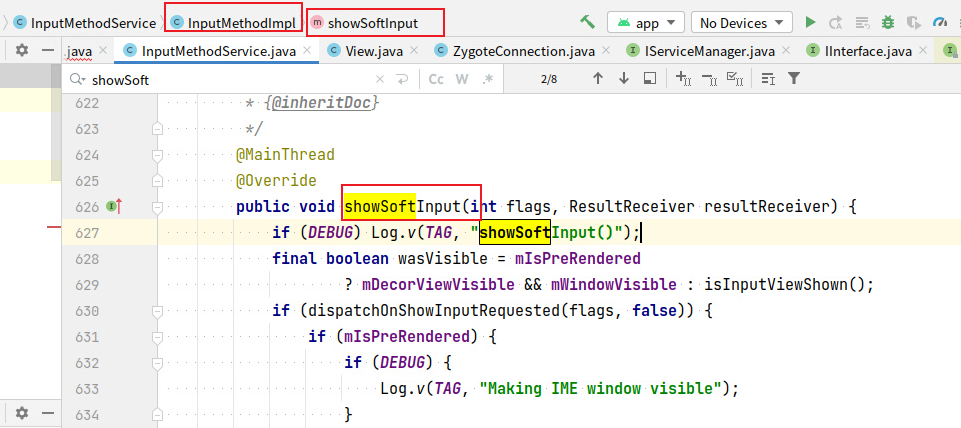 InputMethodService 〉 C InputMethodImpl 〉 m showSoftInput app No Devices
.java × C InputMethodService.java × C View.java × C ZygoteConnection.java × I IServiceManager.java × I IInterface.java ×
showSoft × Cc W .* 2/8
622 * {@inheritDoc}
623 */
624 @MainThread
625 @Override
626 public void showSoftInput(int flags, ResultReceiver resultReceiver) {
627 if (DEBUG) Log.v(TAG, "showSoftInput()");
628 final boolean wasVisible = mIsPreRendered
629 ? mDecorViewVisible && mWindowVisible : isInputViewShown();
630 if (dispatchOnShowInputRequested(flags, false)) {
631 if (mIsPreRendered) {
632 if (DEBUG) {
633 Log.v(TAG, "Making IME window visible");
634 }